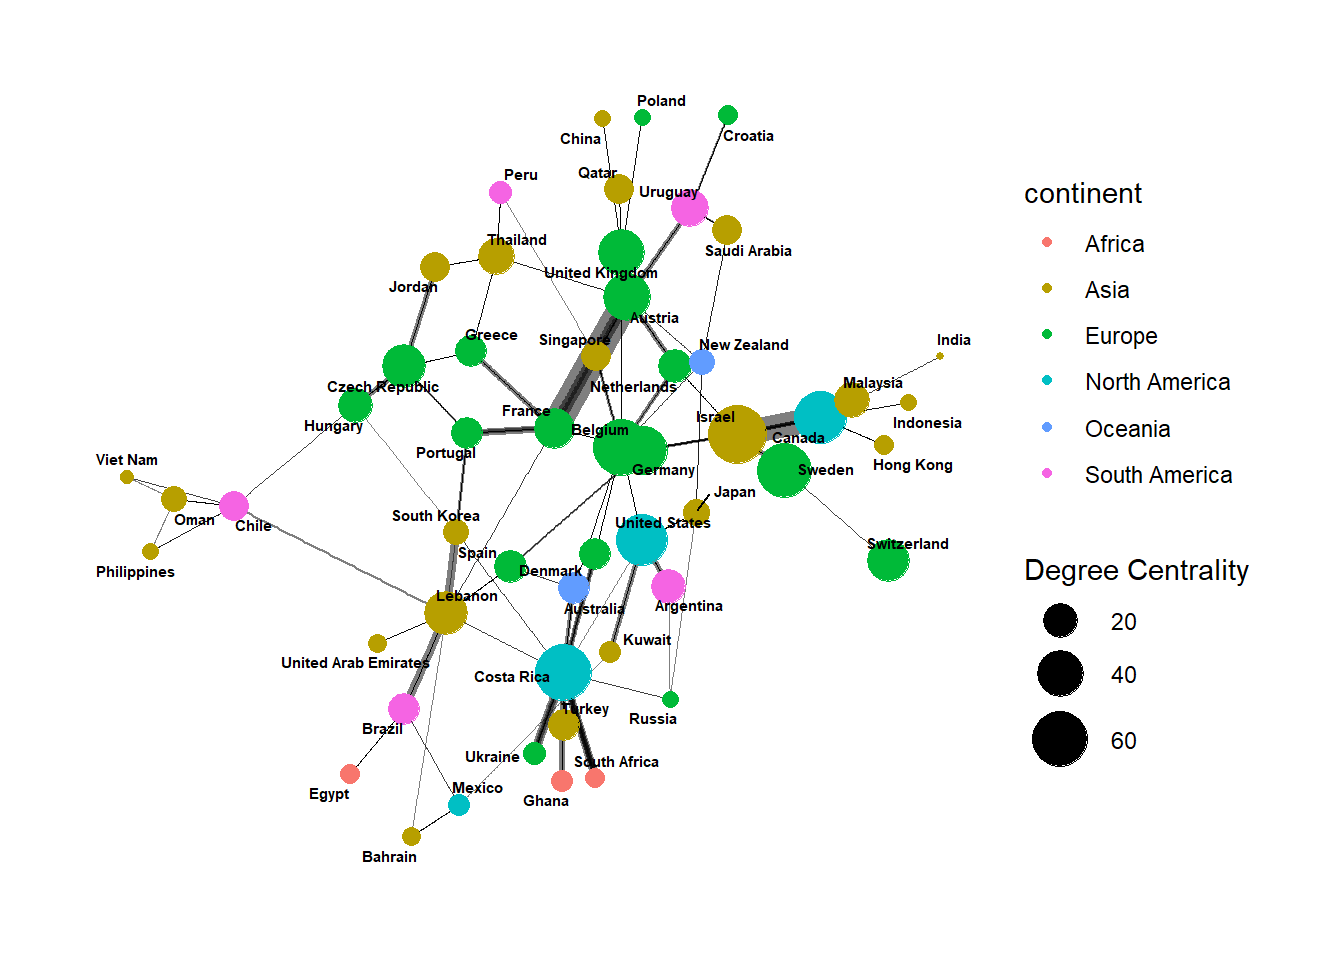 Poland
China
Croatia
Peru
Qatar
Uruguay
Thailand
Saudi Arabia
United Kingdom
Jordan
Austria
Greece
Singapore
New Zealand
India
Czech Republic
Netherlands
Malaysia
France
Israel
Hungary
Belgium
Canada
Indonesia
Portugal
Germany
Sweden
Hong Kong
Viet Nam
Japan
Oman
Chile
South Korea
United States
Spain
Switzerland
Philippines
Denmark
Lebanon
Australia
Argentina
United Arab Emirates
Kuwait
Costa Rica
Brazil
Turkey
Russia
Ukraine
South Africa
Egypt
Mexico
Ghana
Bahrain
continent
Africa
Asia
Europe
North America
Oceania
South America
Degree Centrality
20
40
60